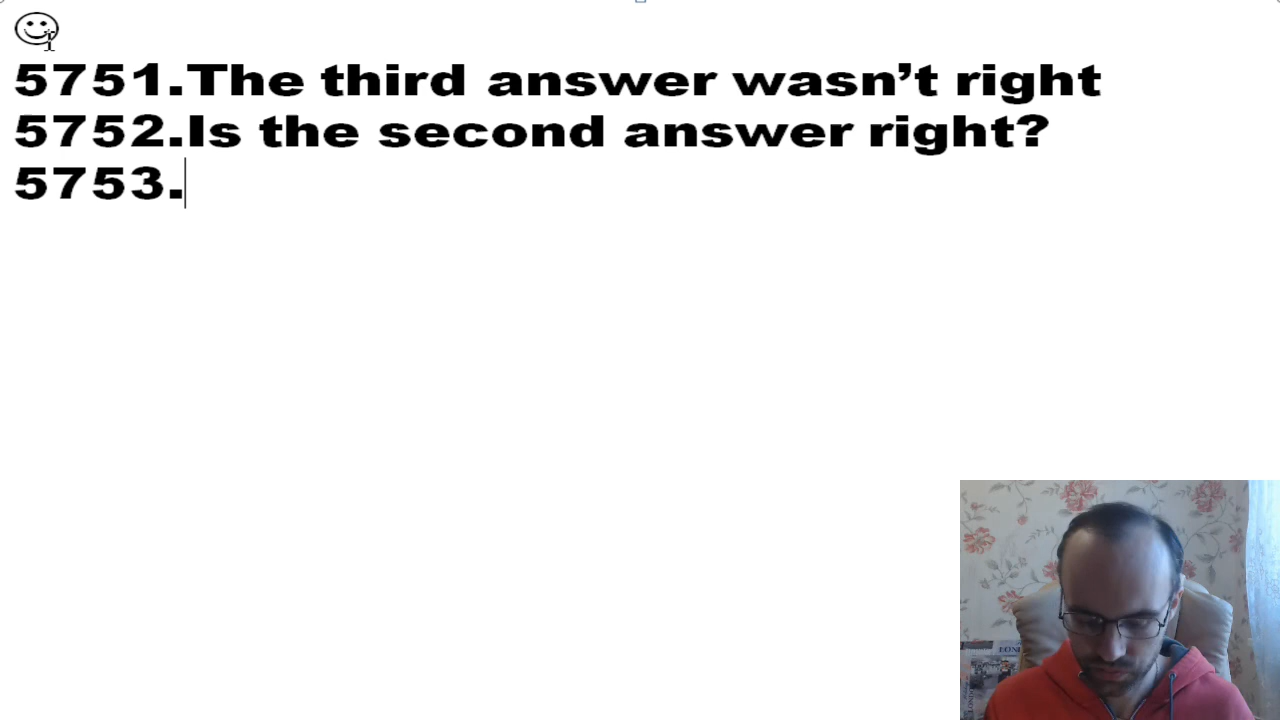 5751.The third answer wasn’t right
5752.Is the second answer right?
5753.